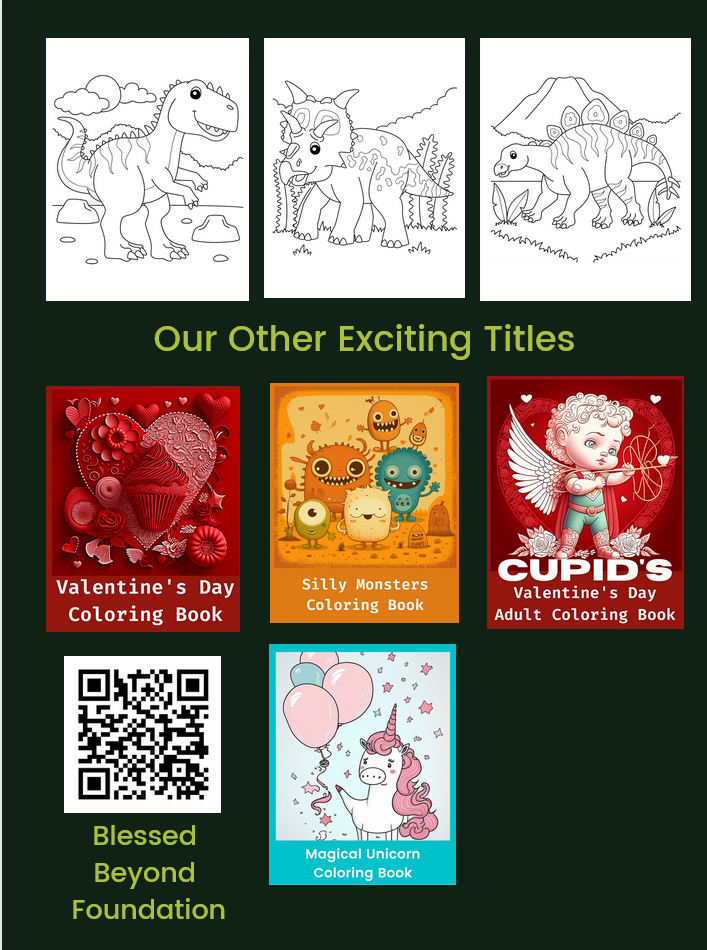 Our Other Exciting Titles
Valentine's Day
Coloring Book
Silly Monsters
Coloring Book
CUPID'S
Valentine's Day
Adult Coloring Book
Blessed
Beyond
Foundation
Magical Unicorn
Coloring Book